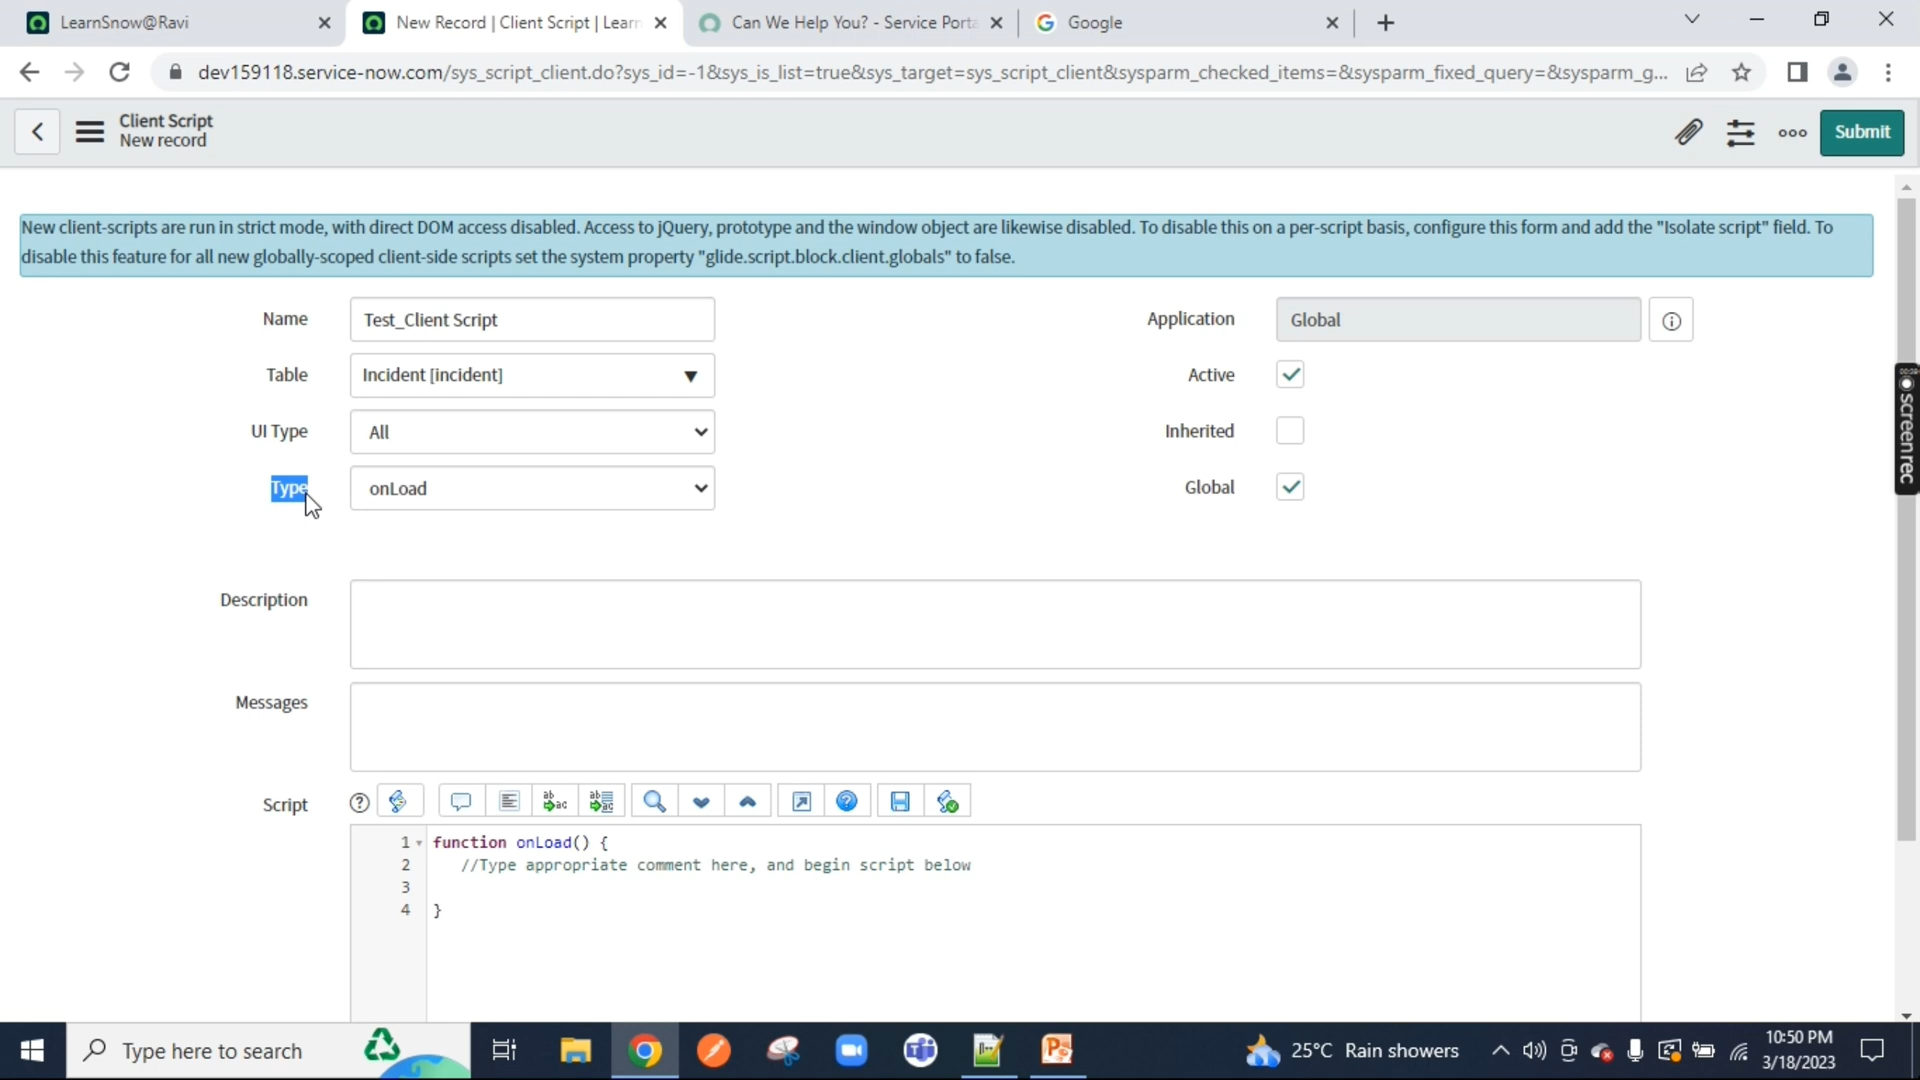 LearnSnow@Ravi
New Record | Client Script | Learn
Can We Help You? - Service Porta
Google
dev159118.service-now.com/sys_script_client.do?sys_id=-1&sys_is_list=true&sys_target=sys_script_client&sysparm_checked_items=&sysparm_fixed_query=&sysparm_g...
Client Script
New record
Submit
New client-scripts are run in strict mode, with direct DOM access disabled. Access to jQuery, prototype and the window object are likewise disabled. To disable this on a per-script basis, configure this form and add the "Isolate script" field. To
disable this feature for all new globally-scoped client-side scripts set the system property "glide.script.block.client.globals" to false.
Name Test_Client Script Application Global
Table Incident [incident] Active
UI Type All Inherited
Type onLoad Global
screenrec
Description
Messages
Script
1 function onLoad() {
2 //Type appropriate comment here, and begin script below
3
4 }
Type here to search
25°C Rain showers
10:50 PM
3/18/2023